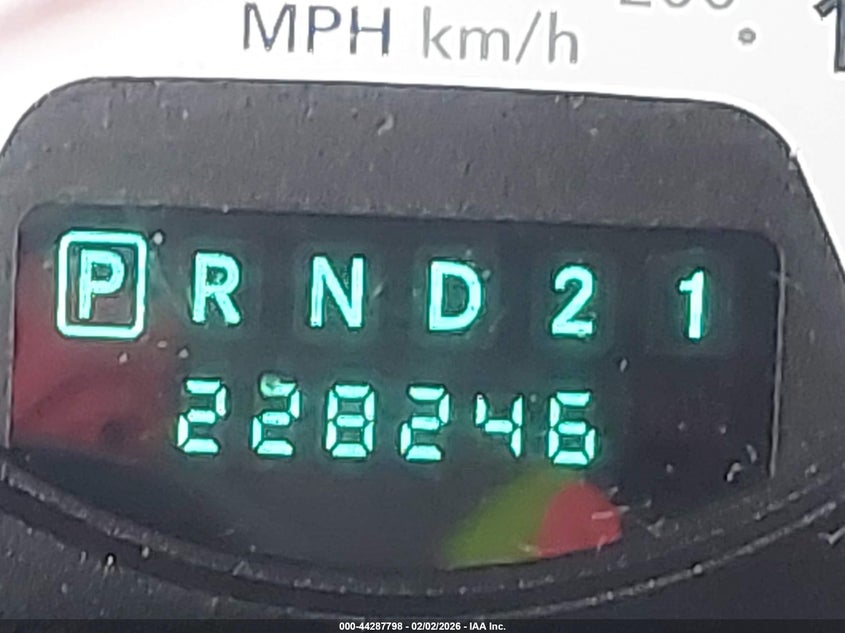 MPH km/h
P R N D 2 1
228246
000-44287798 - 02/02/2026 - IAA Inc.